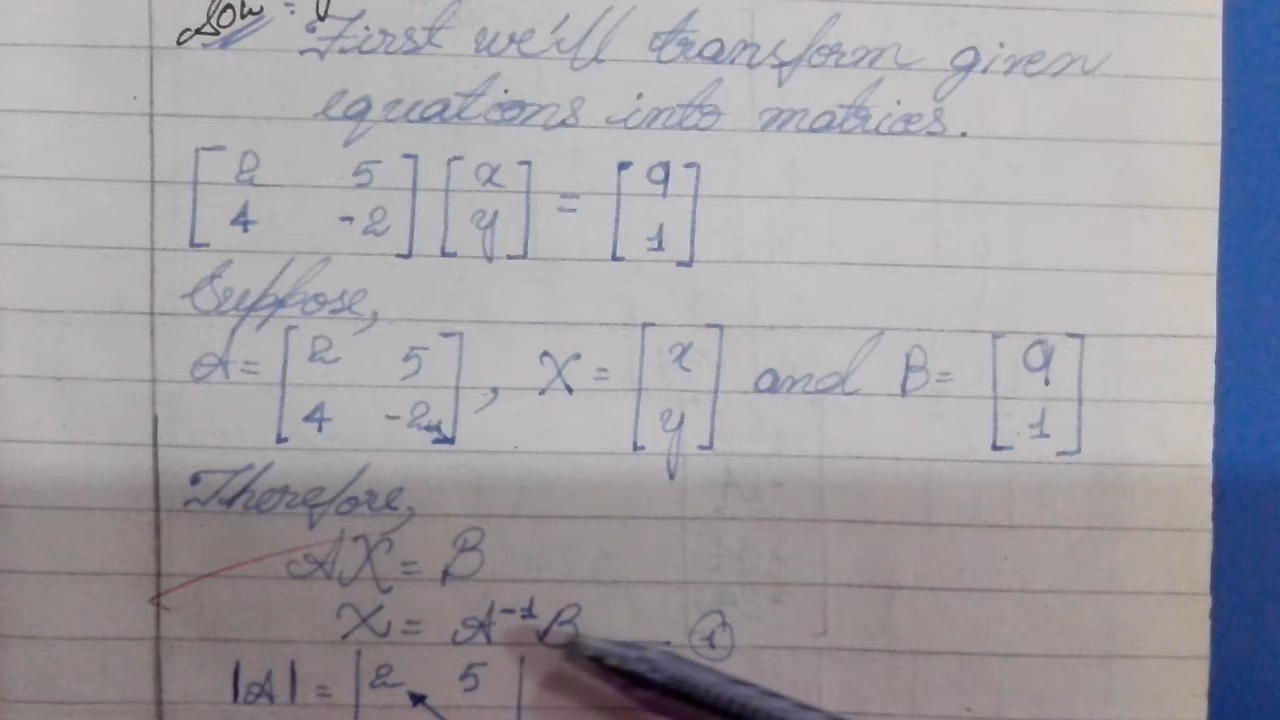 Soln :
First we'll transform given
equations into matrices.
[2 5
4 -2] [x
y] = [9
1]
Suppose,
A = [2 5
4 -2], X = [x
y] and B = [9
1]
Therefore,
AX = B
X = A⁻¹B — ①
|A| = |2 5|